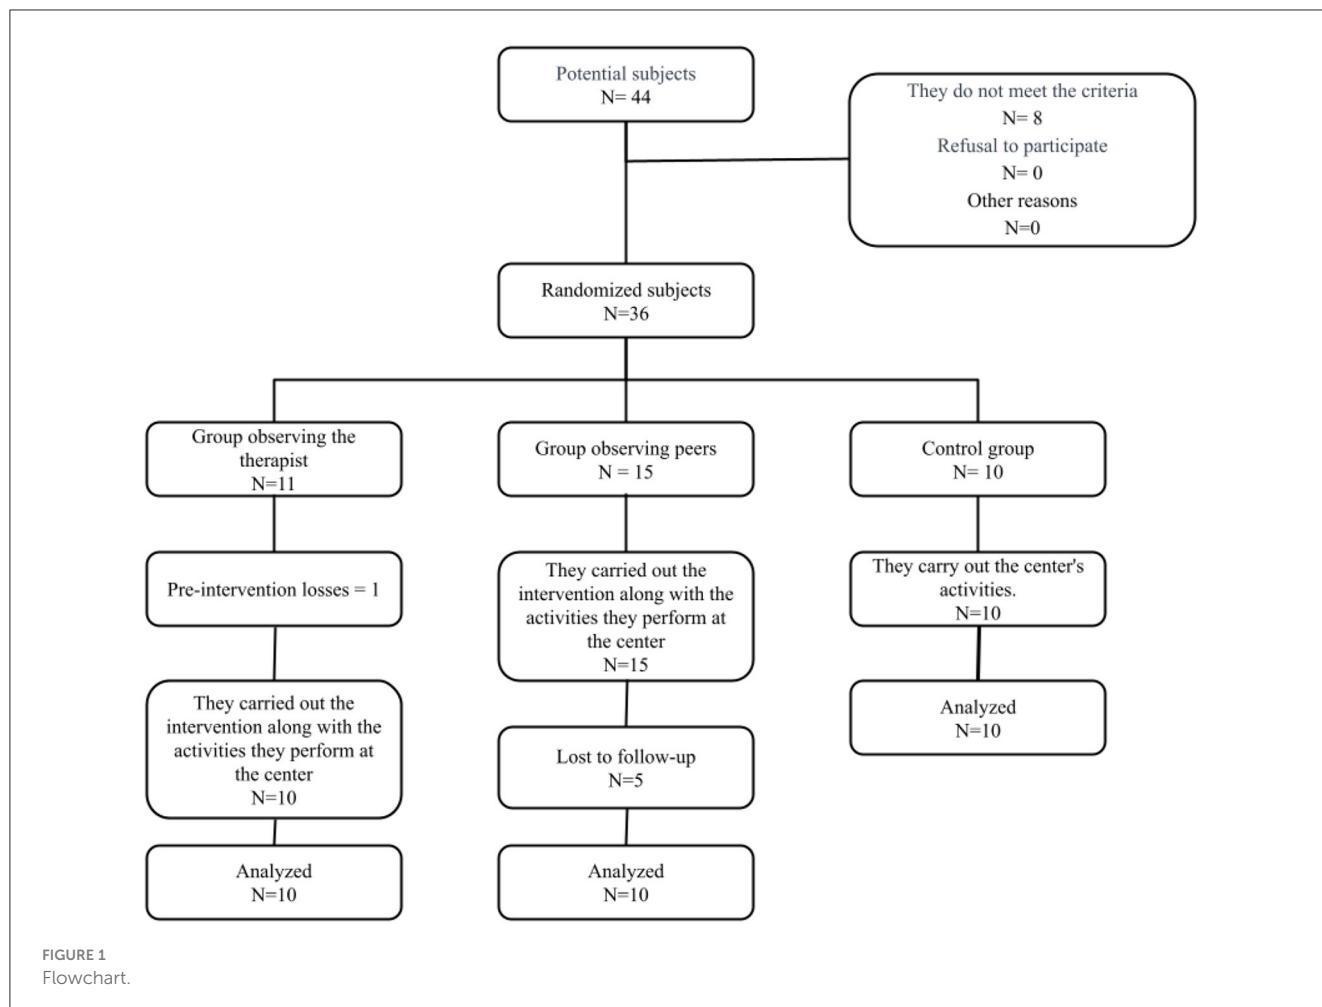 Potential subjects
N= 44
They do not meet the criteria
N= 8
Refusal to participate
N= 0
Other reasons
N=0
Randomized subjects
N=36
Group observing the
therapist
N=11
Group observing peers
N = 15
Control group
N= 10
Pre-intervention losses = 1
They carried out the
intervention along with the
activities they perform at
the center
N=15
They carry out the center's
activities.
N=10
They carried out the
intervention along with the
activities they perform at
the center
N=10
Lost to follow-up
N=5
Analyzed
N=10
Analyzed
N=10
Analyzed
N=10
FIGURE 1
Flowchart.